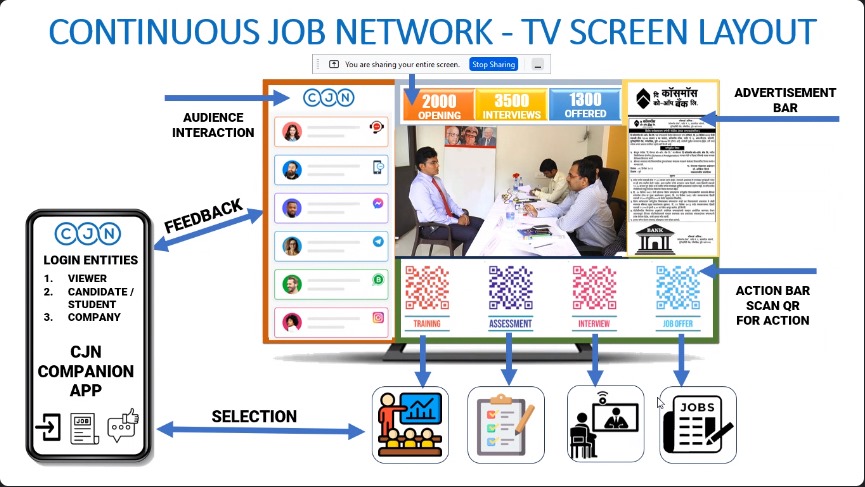 CONTINUOUS JOB NETWORK - TV SCREEN LAYOUT
You are sharing your entire screen.
Stop Sharing
AUDIENCE
INTERACTION
CJN
2000
OPENING
3500
INTERVIEWS
1300
OFFERED
दि कॉसमॉस
को-ऑप बँक लि.
ADVERTISEMENT
BAR
BANK
FEEDBACK
CJN
LOGIN ENTITIES
1. VIEWER
2. CANDIDATE /
STUDENT
3. COMPANY
CJN
COMPANION
APP
JOB
TRAINING
ASSESSMENT
INTERVIEW
JOB OFFER
ACTION BAR
SCAN QR
FOR ACTION
SELECTION
JOBS